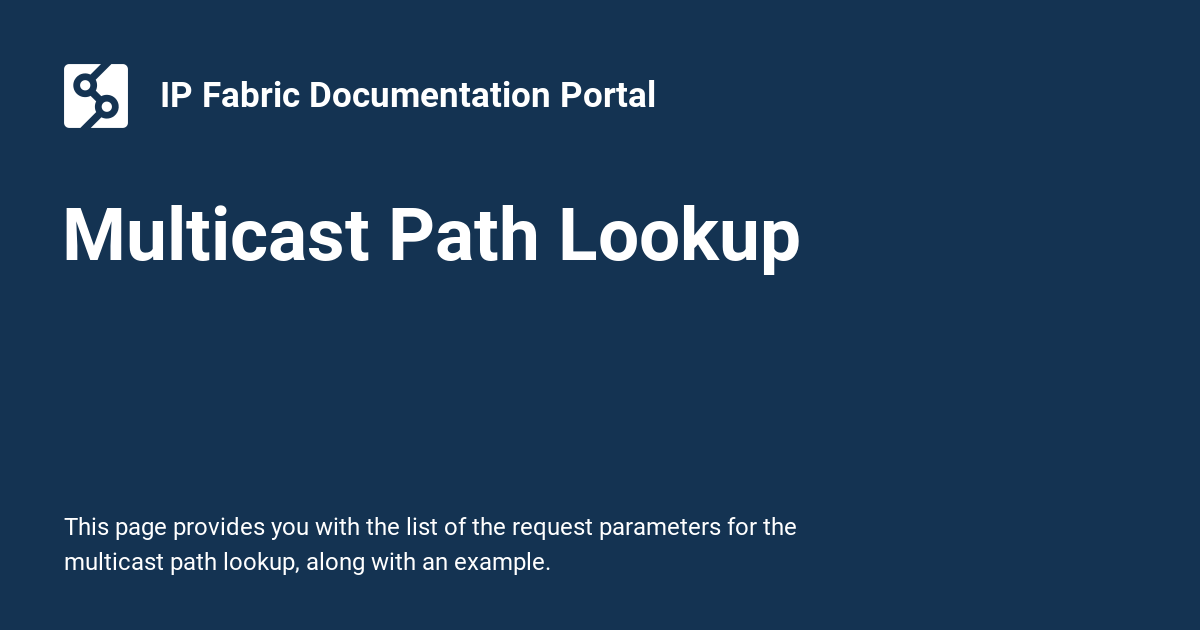 IP Fabric Documentation Portal
Multicast Path Lookup
This page provides you with the list of the request parameters for the
multicast path lookup, along with an example.